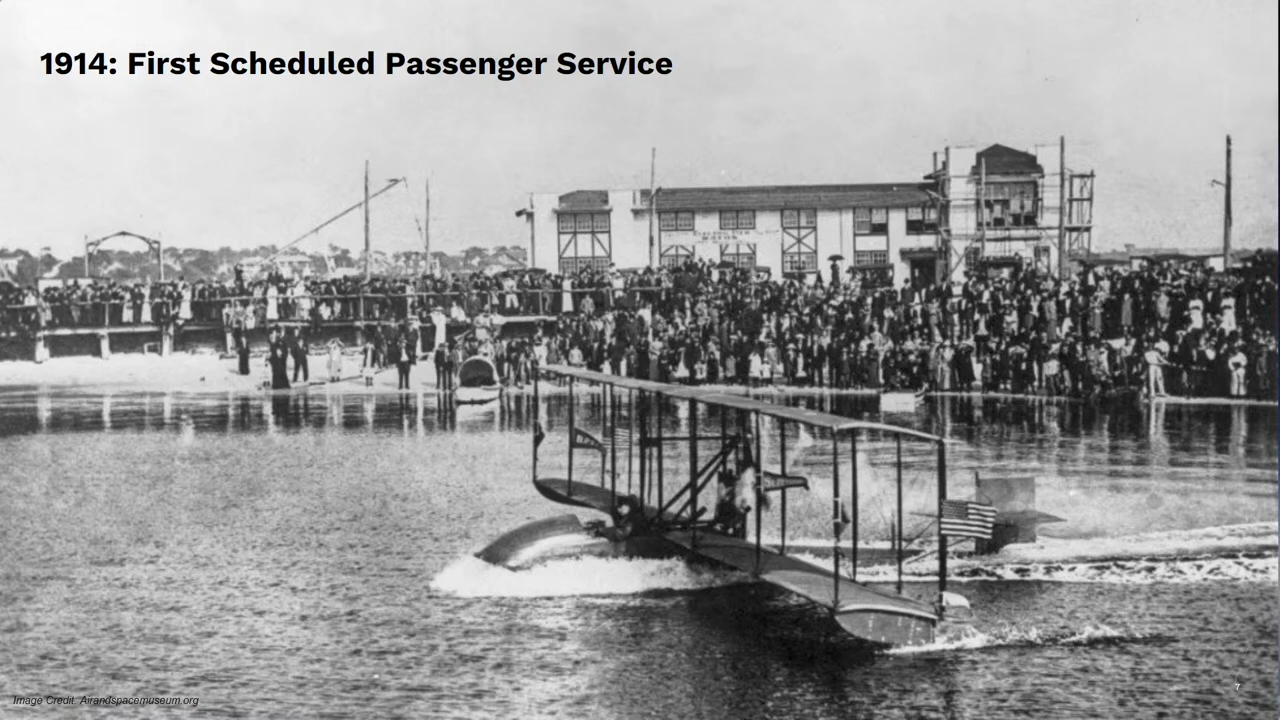 1914: First Scheduled Passenger Service
Image Credit. Airandspacemuseum.org
7